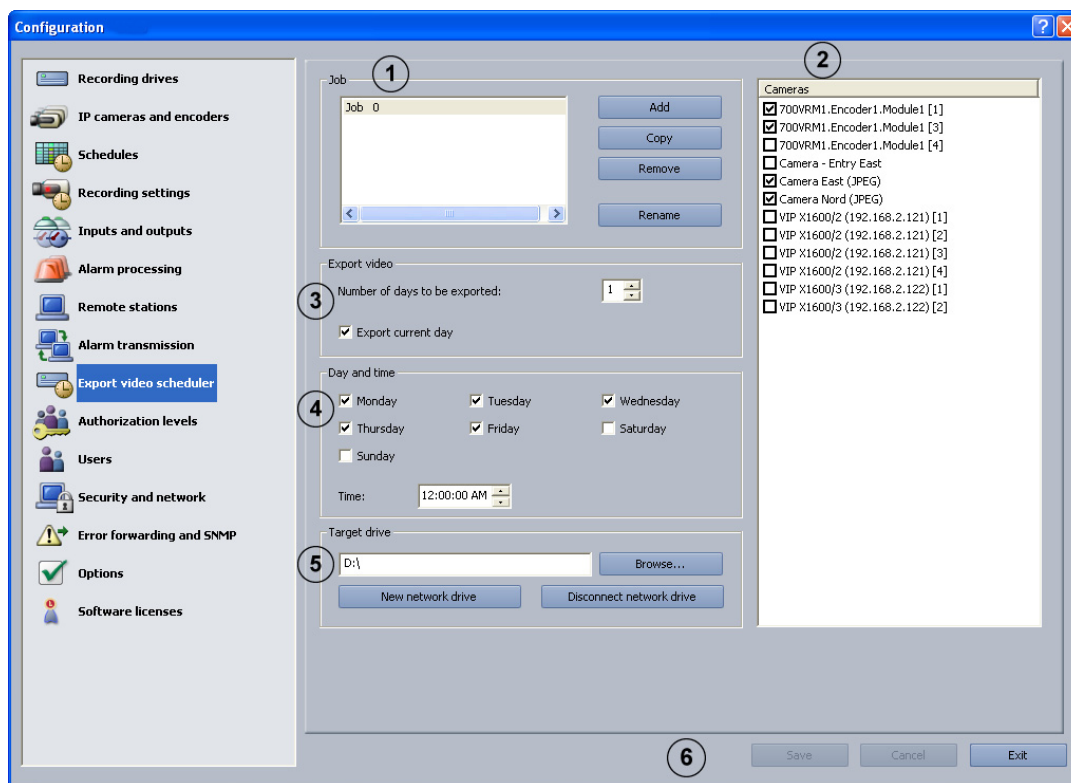 Configuration
Recording drives
IP cameras and encoders
Schedules
Recording settings
Inputs and outputs
Alarm processing
Remote stations
Alarm transmission
Export video scheduler
Authorization levels
Users
Security and network
Error forwarding and SNMP
Options
Software licenses
1
Job
Job 0
Add
Copy
Remove
Rename
3
Export video
Number of days to be exported:
1
Export current day
4
Day and time
Monday
Tuesday
Wednesday
Thursday
Friday
Saturday
Sunday
Time:
12:00:00 AM
5
Target drive
D:\
Browse...
New network drive
Disconnect network drive
2
Cameras
700VRM1.Encoder1.Module1 [1]
700VRM1.Encoder1.Module1 [3]
700VRM1.Encoder1.Module1 [4]
Camera - Entry East
Camera East (JPEG)
Camera Nord (JPEG)
VIP X1600/2 (192.168.2.121) [1]
VIP X1600/2 (192.168.2.121) [2]
VIP X1600/2 (192.168.2.121) [3]
VIP X1600/2 (192.168.2.121) [4]
VIP X1600/3 (192.168.2.122) [1]
VIP X1600/3 (192.168.2.122) [2]
6
Save
Cancel
Exit